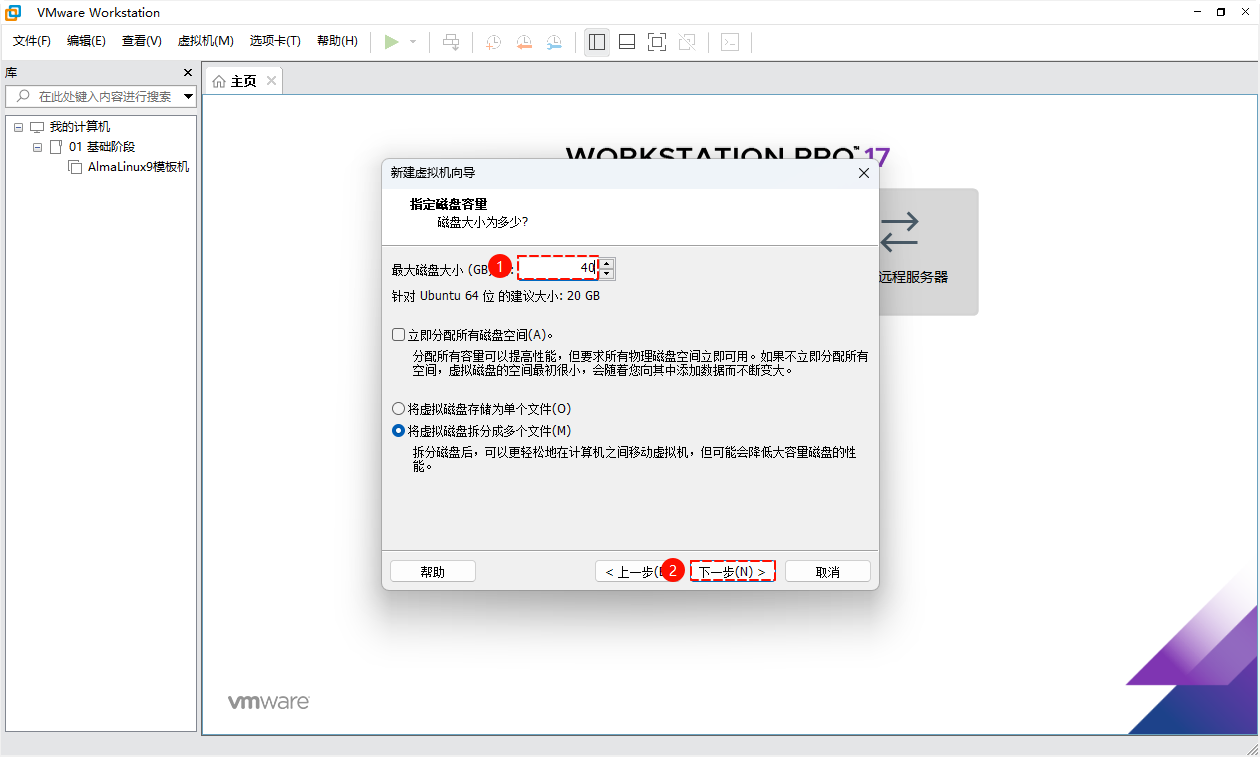 VMware Workstation
文件(F) 编辑(E) 查看(V) 虚拟机(M) 选项卡(T) 帮助(H)
库
在此处键入内容进行搜索
我的计算机
01 基础阶段
AlmaLinux9模板机
主页
WORKSTATION PRO™ 17
新建虚拟机向导
指定磁盘容量
磁盘大小为多少?
最大磁盘大小 (GB) 1 : 40
针对 Ubuntu 64 位 的建议大小: 20 GB
立即分配所有磁盘空间(A)。
分配所有容量可以提高性能，但要求所有物理磁盘空间立即可用。如果不立即分配所有
空间，虚拟磁盘的空间最初很小，会随着您向其中添加数据而不断变大。
将虚拟磁盘存储为单个文件(O)
将虚拟磁盘拆分成多个文件(M)
拆分磁盘后，可以更轻松地在计算机之间移动虚拟机，但可能会降低大容量磁盘的性
能。
帮助 < 上一步( 2 下一步(N) > 取消
远程服务器
vmware